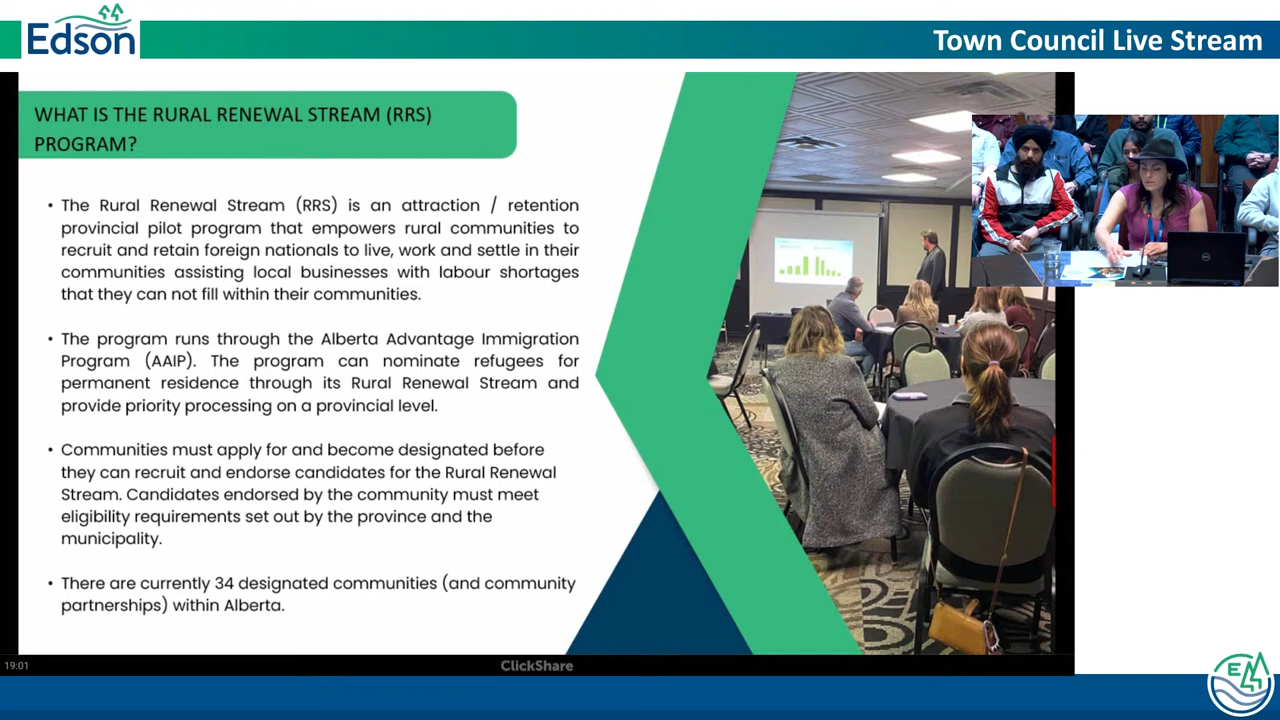 Edson
Town Council Live Stream
WHAT IS THE RURAL RENEWAL STREAM (RRS)
PROGRAM?
• The Rural Renewal Stream (RRS) is an attraction / retention
provincial pilot program that empowers rural communities to
recruit and retain foreign nationals to live, work and settle in their
communities assisting local businesses with labour shortages
that they can not fill within their communities.
• The program runs through the Alberta Advantage Immigration
Program (AAIP). The program can nominate refugees for
permanent residence through its Rural Renewal Stream and
provide priority processing on a provincial level.
• Communities must apply for and become designated before
they can recruit and endorse candidates for the Rural Renewal
Stream. Candidates endorsed by the community must meet
eligibility requirements set out by the province and the
municipality.
• There are currently 34 designated communities (and community
partnerships) within Alberta.
19:01
ClickShare